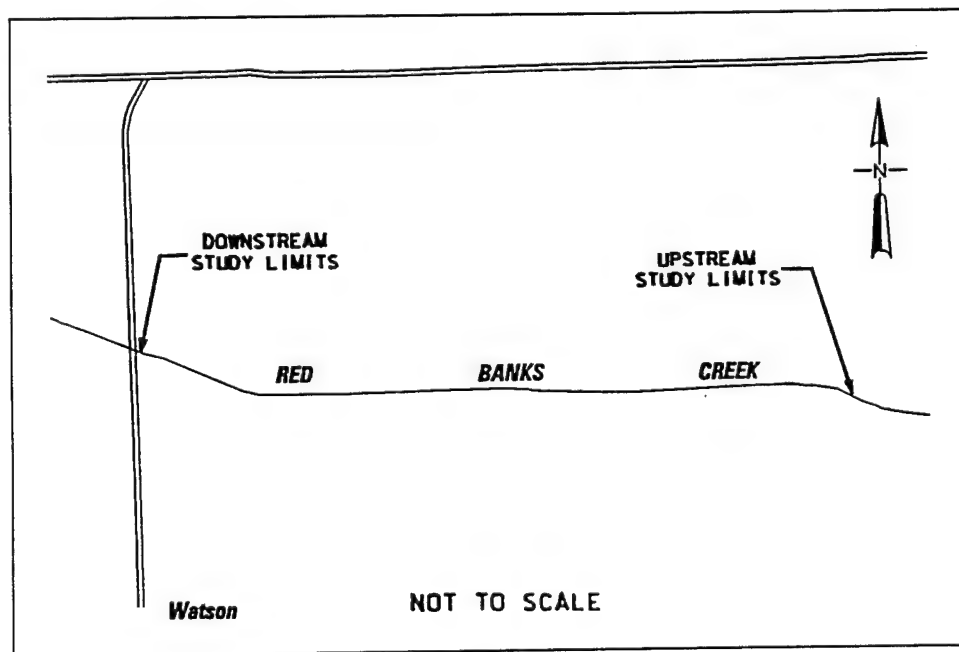 N
DOWNSTREAM
STUDY LIMITS
UPSTREAM
STUDY LIMITS
RED BANKS CREEK
Watson
NOT TO SCALE